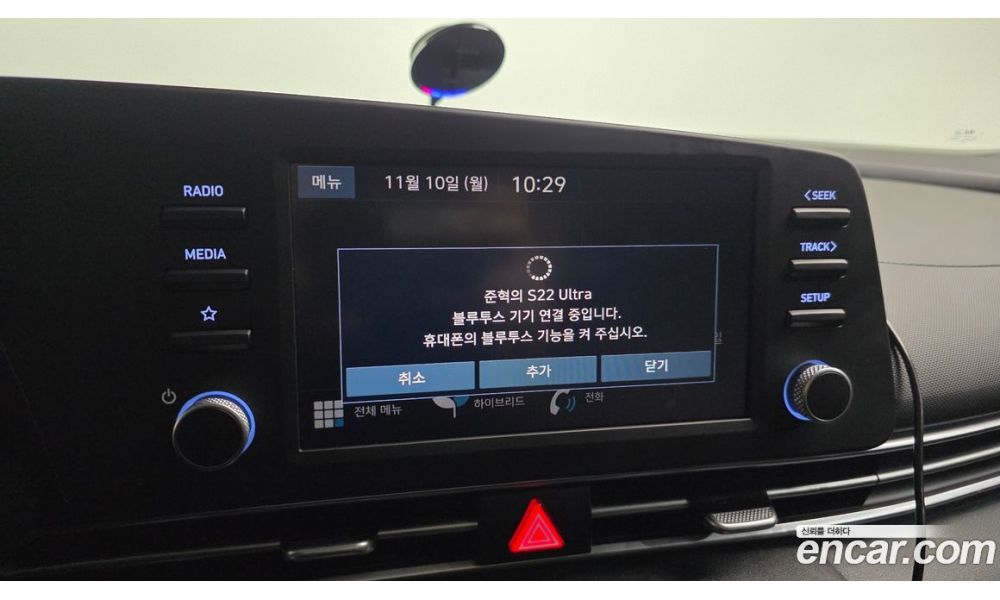 RADIO
MEDIA
메뉴 11월 10일 (월) 10:29
준혁의 S22 Ultra
블루투스 기기 연결 중입니다.
휴대폰의 블루투스 기능을 켜 주십시오.
취소 추가 닫기
전체 메뉴 하이브리드 전화
일
< SEEK
TRACK >
SETUP
신뢰를 더하다
encar.com